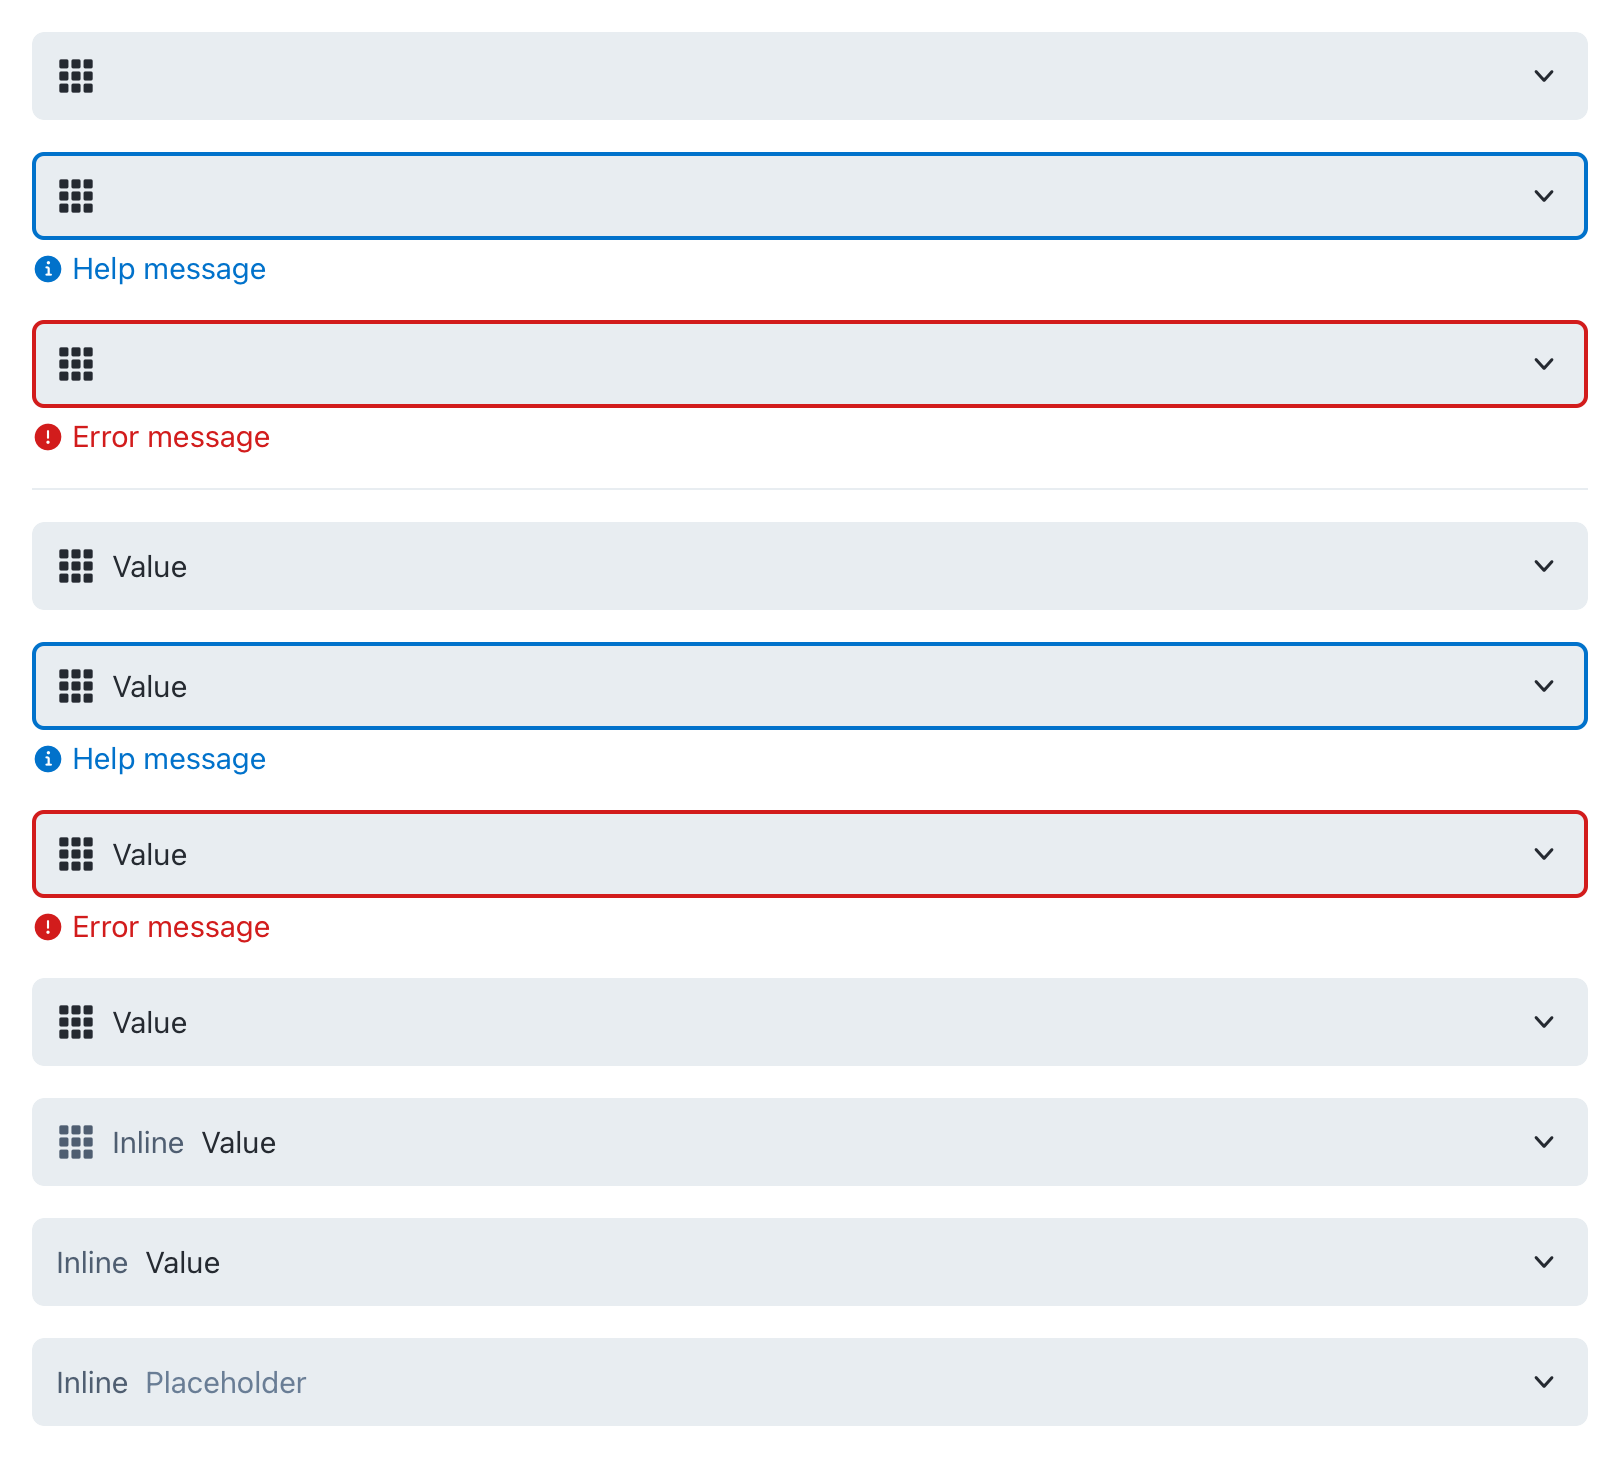 Help message
Error message
Value
Value
Help message
Value
Error message
Value
Inline Value
Inline Value
Inline Placeholder